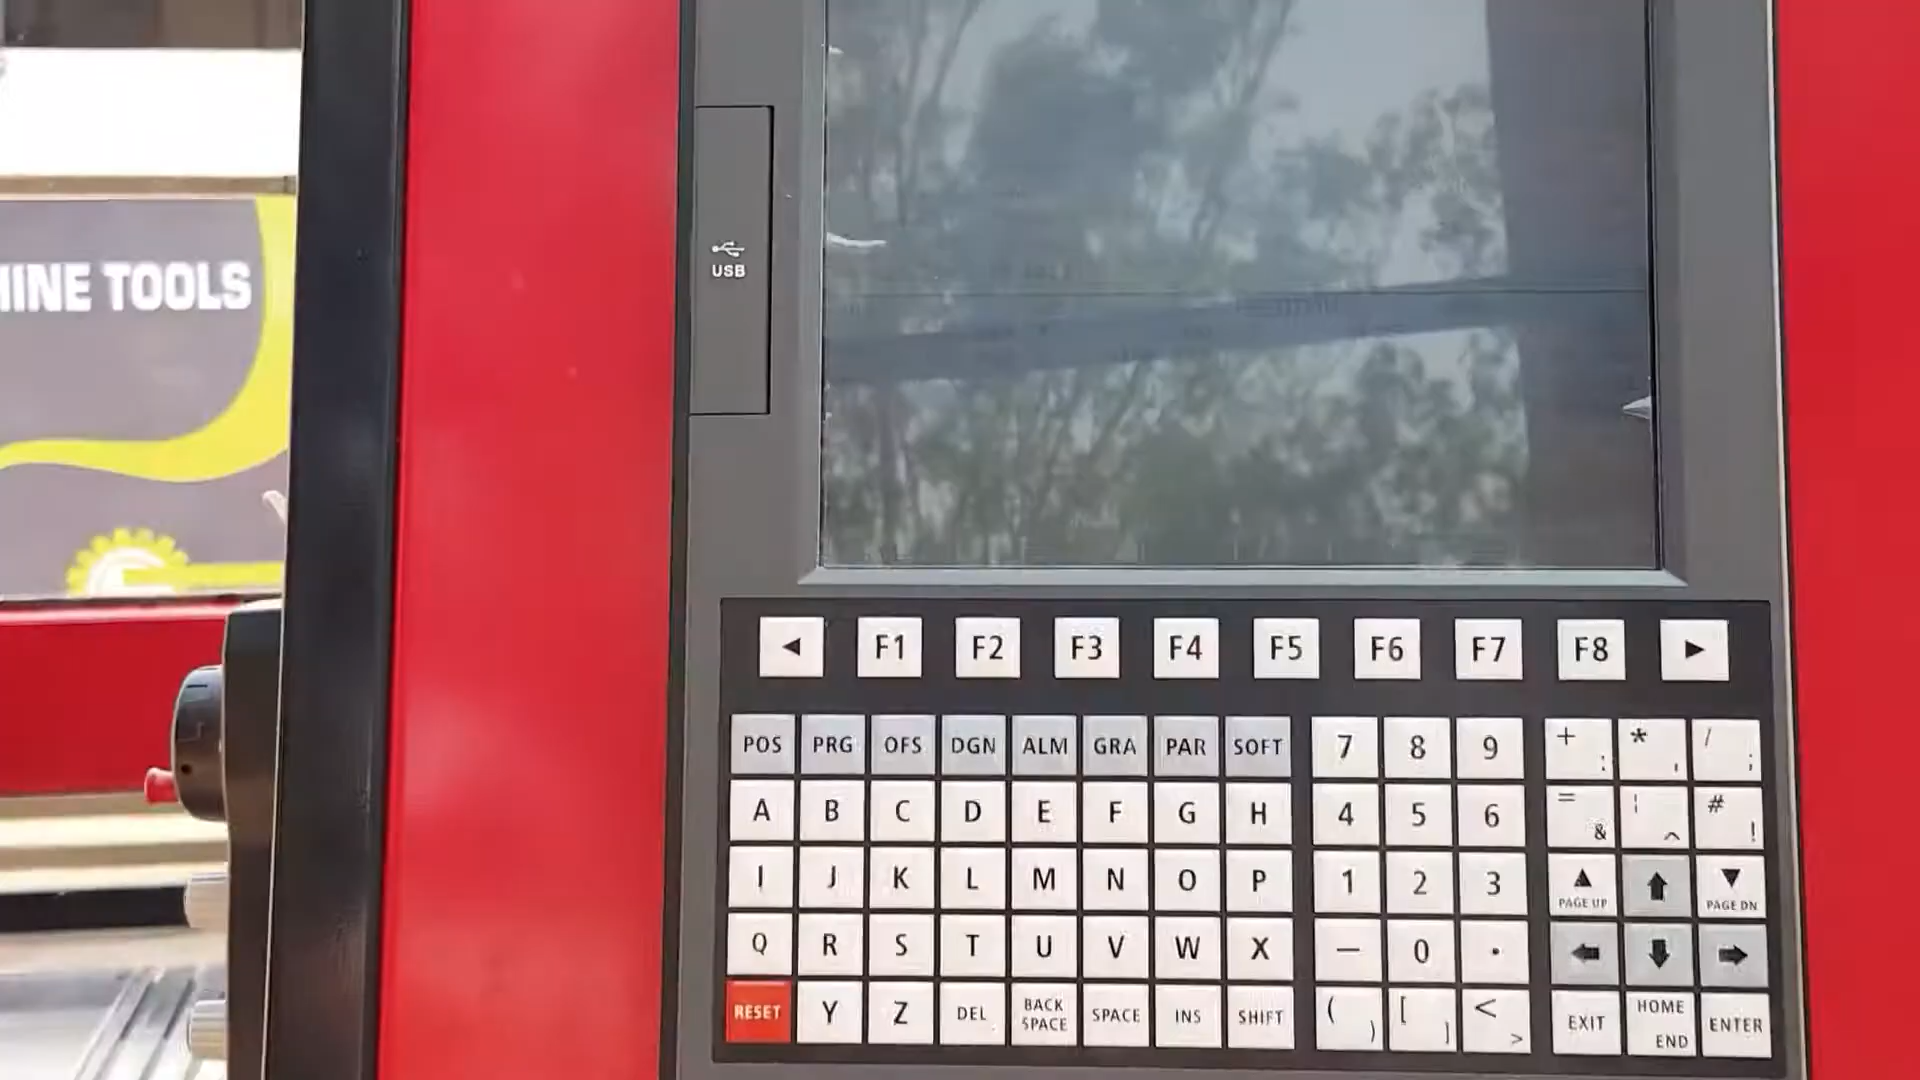 HINE TOOLS
USB
◄ F1 F2 F3 F4 F5 F6 F7 F8 ►
POS PRG OFS DGN ALM GRA PAR SOFT 7 8 9 + : * , / ;
A B C D E F G H 4 5 6 = & ¦ ^ # !
I J K L M N O P 1 2 3 ▲ PAGE UP ⬆ ▼ PAGE DN
Q R S T U V W X — 0 . ⬅ ⬇ ➡
RESET Y Z DEL BACK SPACE SPACE INS SHIFT ( ) [ ] < > EXIT HOME END ENTER